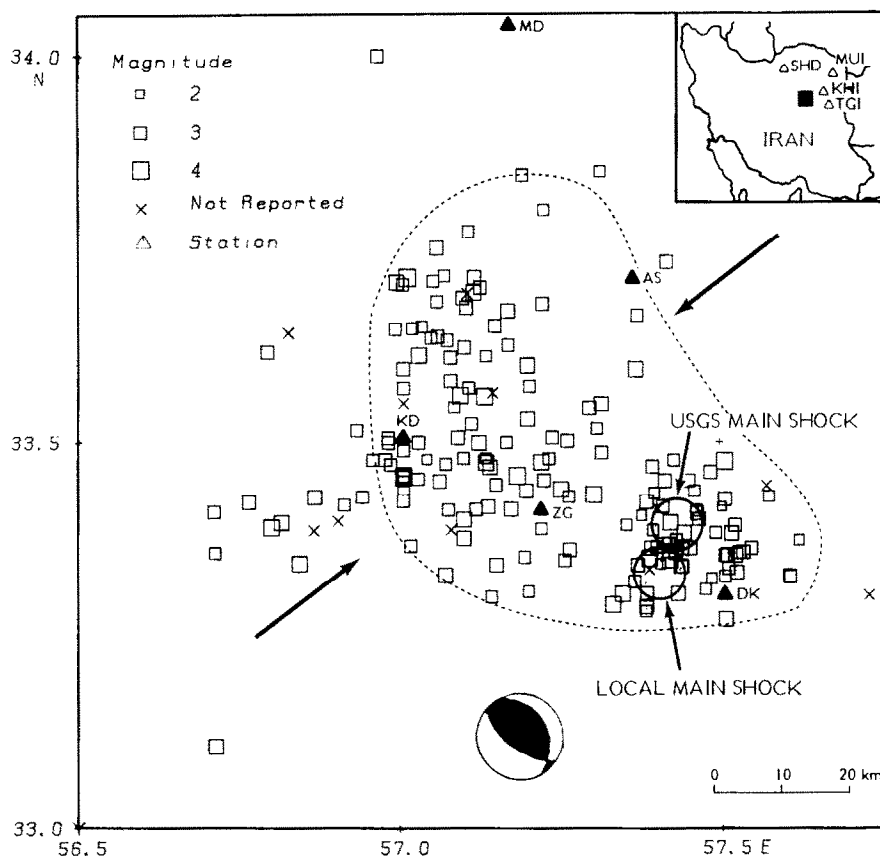 34.0
N
Magnitude
2
3
4
Not Reported
Station
MD
SHD
MUI
KHI
TGI
IRAN
AS
USGS MAIN SHOCK
KD
33.5
ZG
DK
LOCAL MAIN SHOCK
0 10 20 km
33.0
56.5
57.0
57.5 E